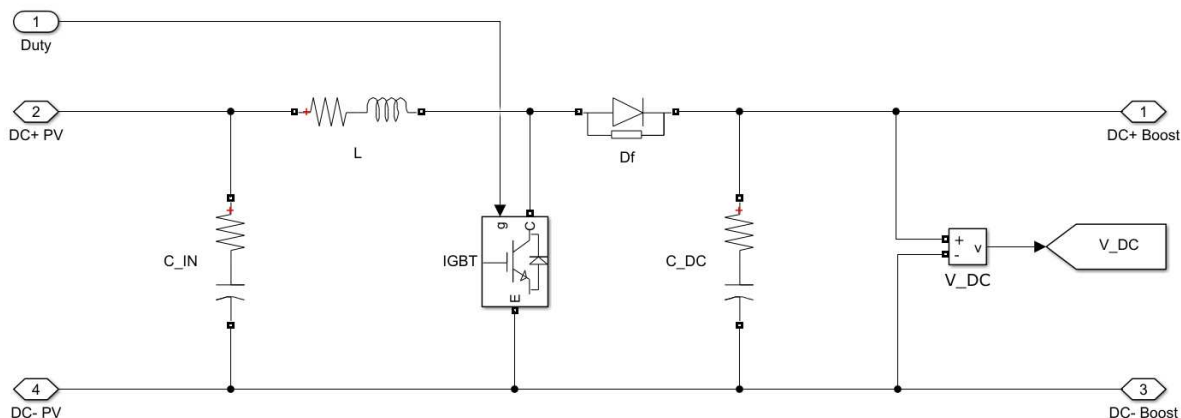 1
Duty
2
DC+ PV
+
L
g
C
E
IGBT
Df
+
C_IN
+
C_DC
+
-
v
V_DC
V_DC
1
DC+ Boost
4
DC- PV
3
DC- Boost